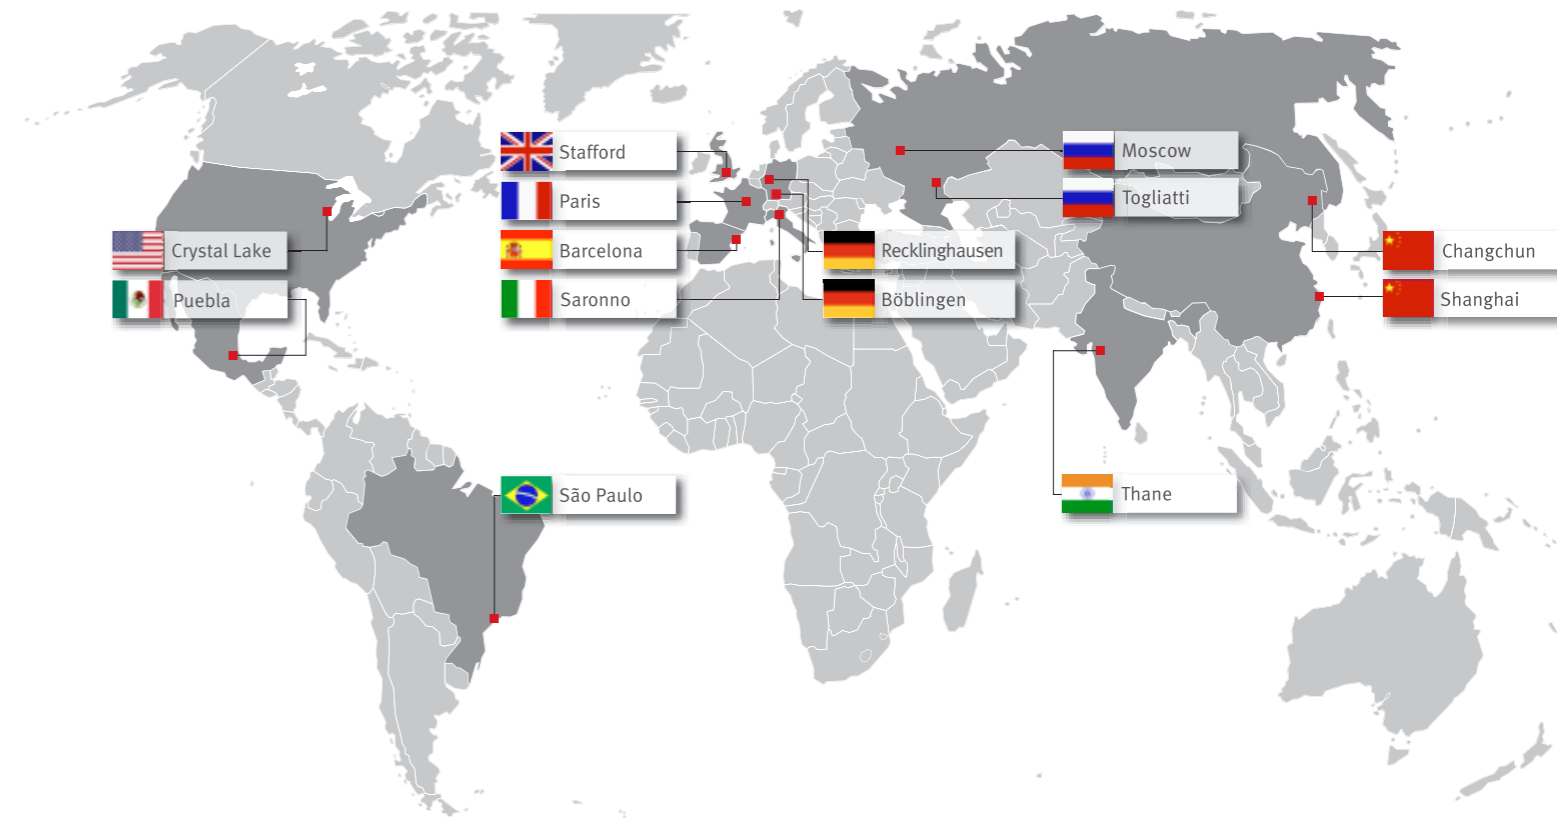 Stafford
Moscow
Paris
Togliatti
Crystal Lake
Barcelona
Recklinghausen
Changchun
Puebla
Saronno
Böblingen
Shanghai
São Paulo
Thane